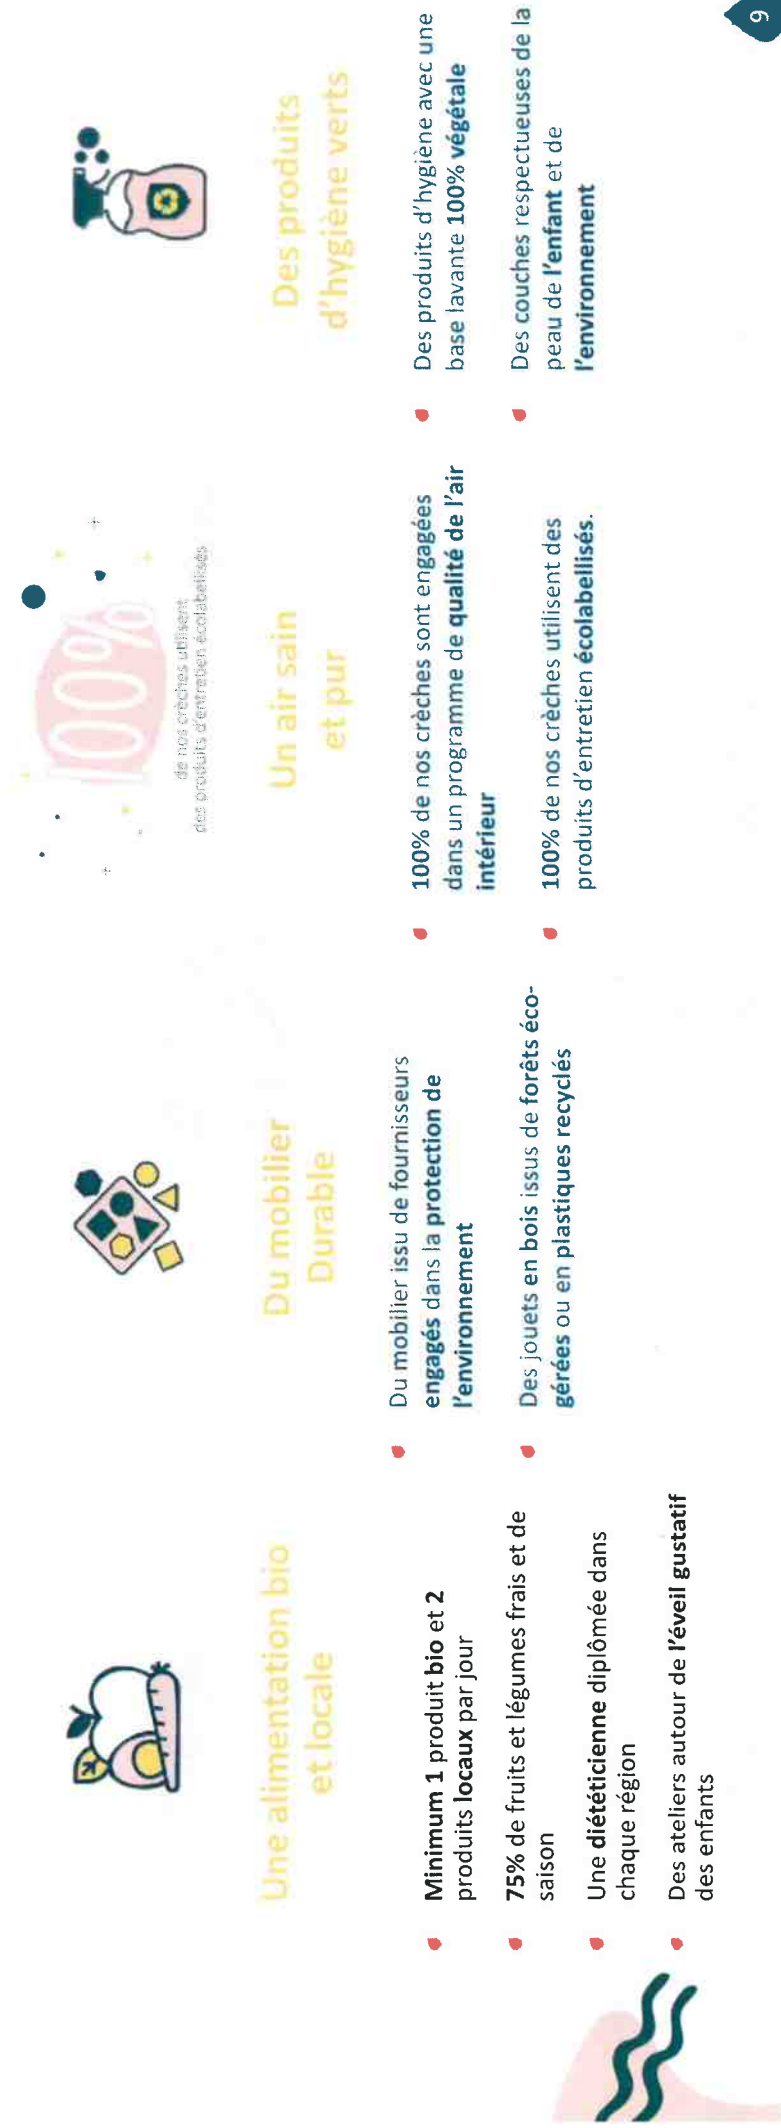 Une alimentation bio
et locale
Minimum 1 produit bio et 2
produits locaux par jour
75% de fruits et légumes frais et de
saison
Une diététicienne diplômée dans
chaque région
Des ateliers autour de l'éveil gustatif
des enfants
Du mobilier
Durable
Du mobilier issu de fournisseurs
engagés dans la protection de
l'environnement
Des jouets en bois issus de forêts éco-
gérées ou en plastiques recyclés
100%
de nos crèches utilisent
des produits d'entretien écolabellisés
Un air sain
et pur
100% de nos crèches sont engagées
dans un programme de qualité de l'air
intérieur
100% de nos crèches utilisent des
produits d'entretien écolabellisés.
Des produits
d'hygiène verts
Des produits d'hygiène avec une
base lavante 100% végétale
Des couches respectueuses de la
peau de l'enfant et de
l'environnement
9